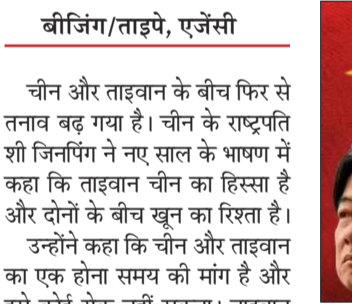 बीजिंग/ताइपे, एजेंसी
चीन और ताइवान के बीच फिर से
तनाव बढ़ गया है। चीन के राष्ट्रपति
शी जिनपिंग ने नए साल के भाषण में
कहा कि ताइवान चीन का हिस्सा है
और दोनों के बीच खून का रिश्ता है।
उन्होंने कहा कि चीन और ताइवान
का एक होना समय की मांग है और